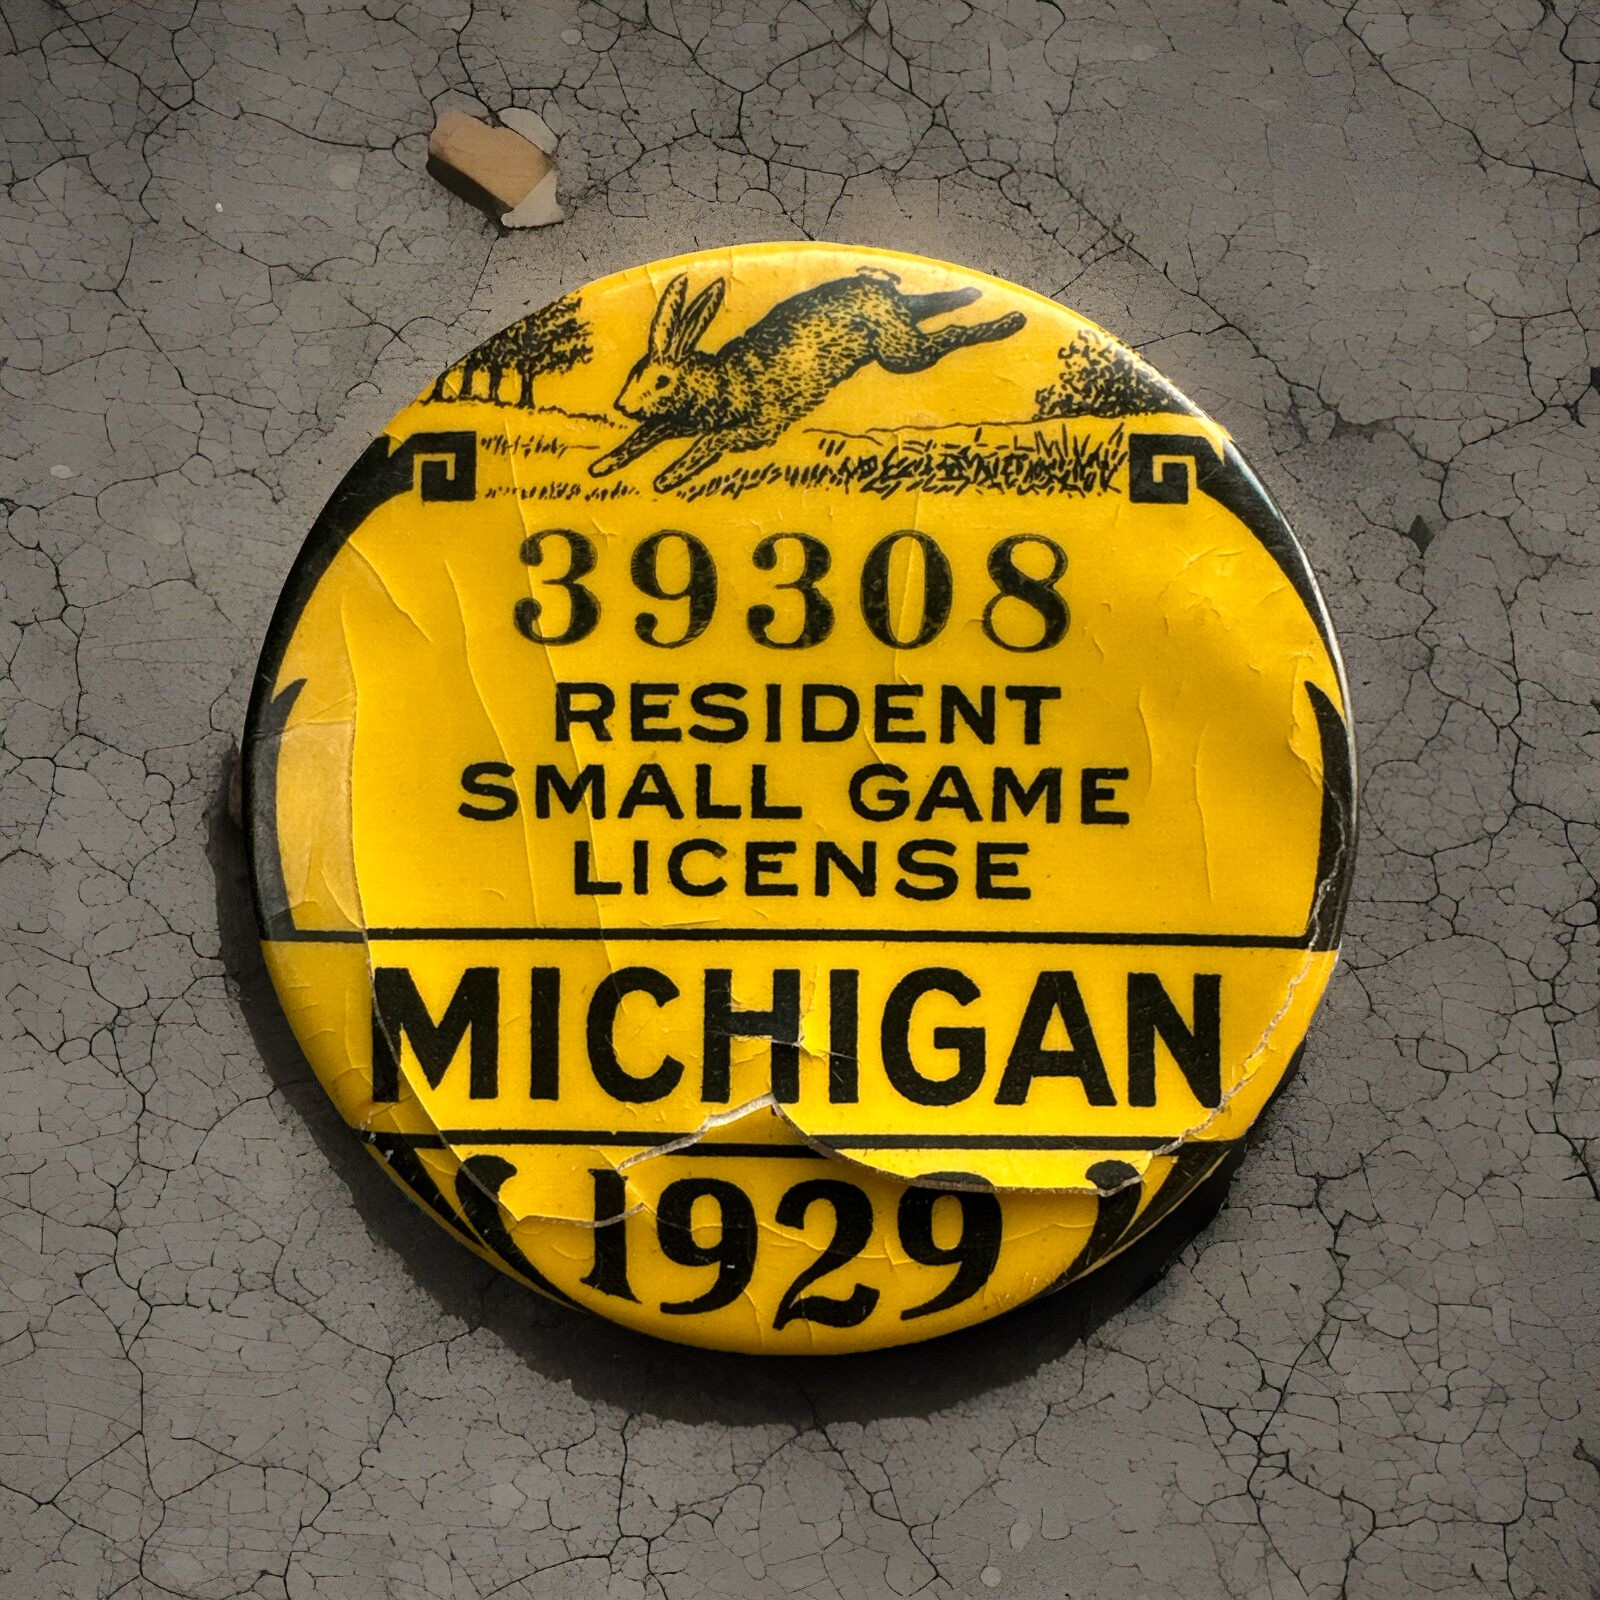 39308
RESIDENT
SMALL GAME
LICENSE
MICHIGAN
1929